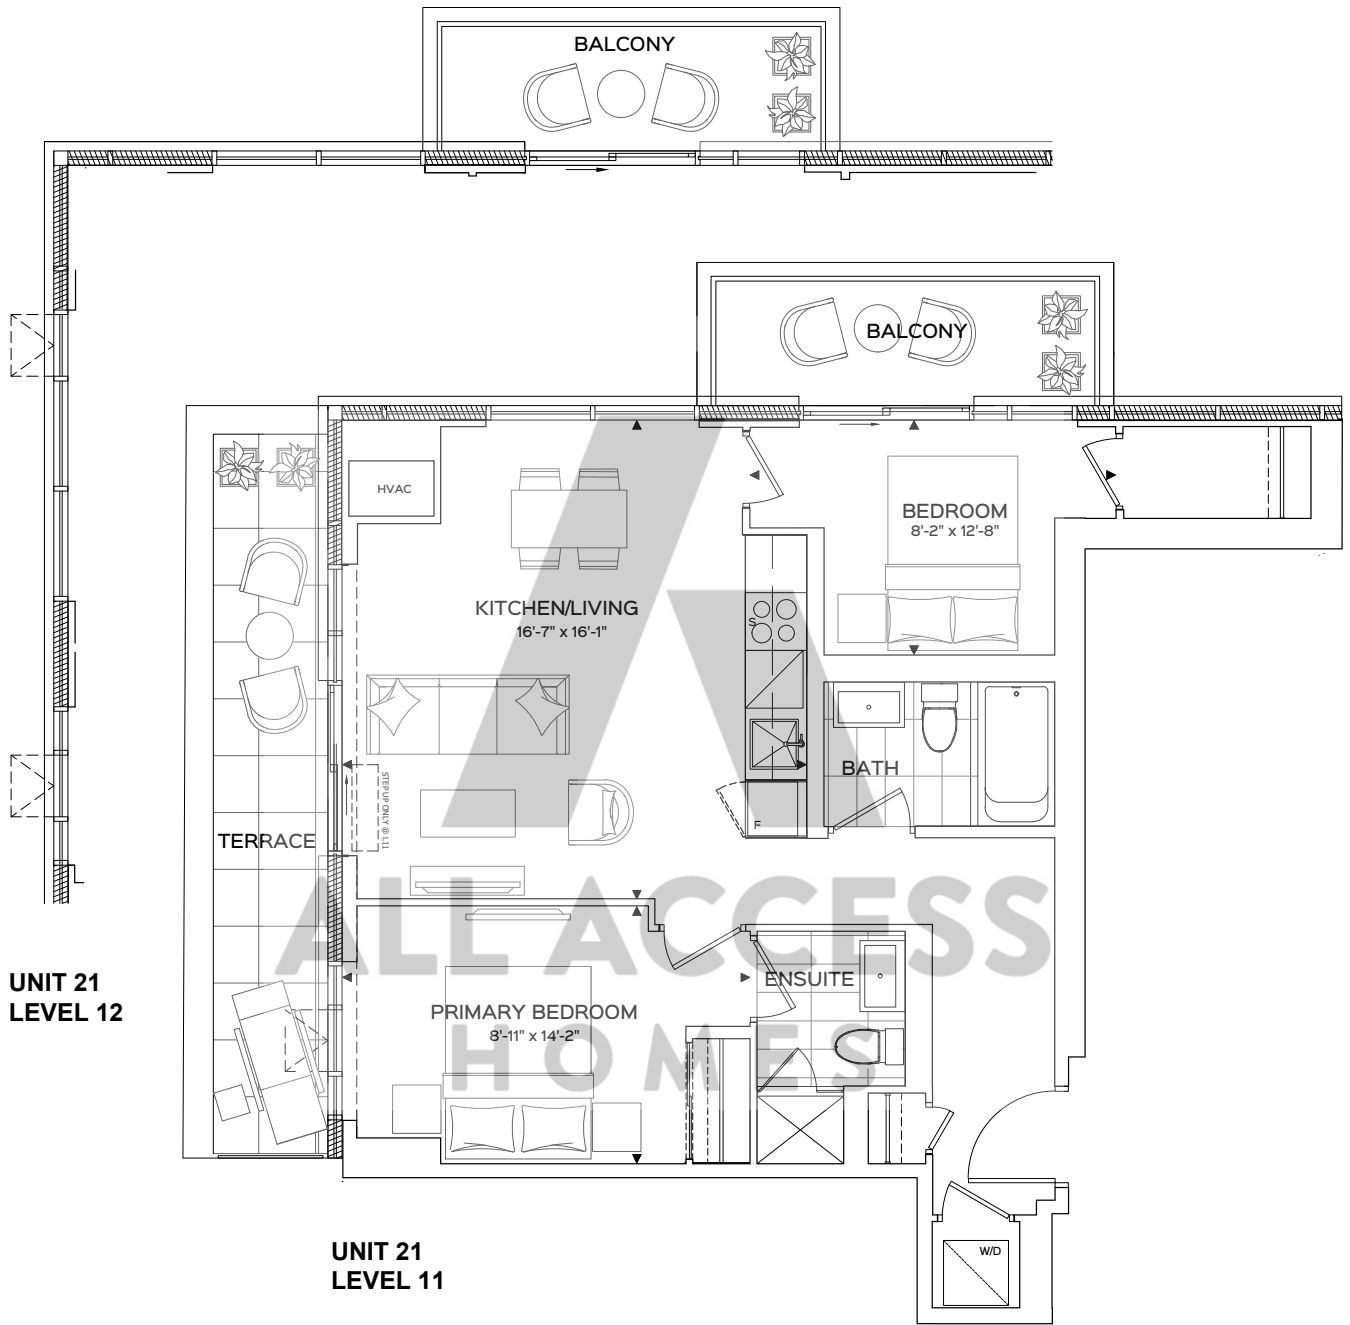 BALCONY
BALCONY
HVAC
BEDROOM
8'-2" x 12'-8"
KITCHEN/LIVING
16'-7" x 16'-1"
S
BATH
STEP UP ONLY @ L11
F
TERRACE
ALL ACCESS
HOMES
ENSUITE
UNIT 21
LEVEL 12
PRIMARY BEDROOM
8'-11" x 14'-2"
UNIT 21
LEVEL 11
W/D